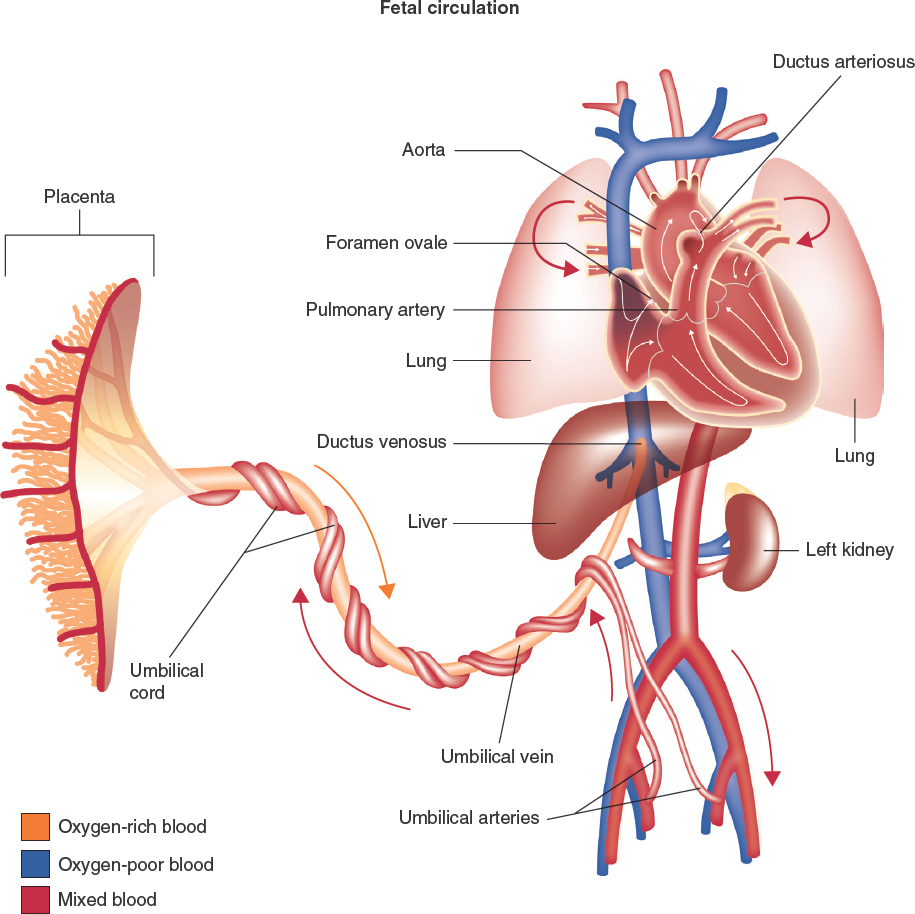 Fetal circulation
Ductus arteriosus
Aorta
Placenta
Foramen ovale
Pulmonary artery
Lung
Ductus venosus
Lung
Liver
Left kidney
Umbilical
cord
Umbilical vein
Umbilical arteries
Oxygen-rich blood
Oxygen-poor blood
Mixed blood